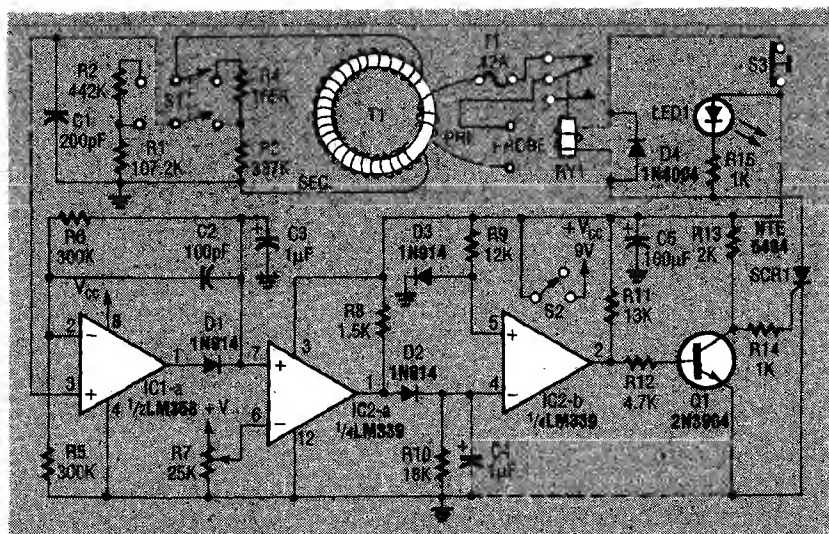 R2
442K
C1
200pF
R1
107.2K
S1
R4
R3
337K
SEC.
T1
PRI
F1
PROBE
RY1
D4
1N4004
LED1
R15
1K
S3
R6
300K
C2
100pF
C3
1μF
D3
1N914
R9
12K
+VCC
9V
S2
C5
100μF
R13
2K
NTE
SCR1
VCC
8
2
3
4
1
IC1-a
D1
1N914
+V
R7
25K
R5
300K
7
6
3
12
1
IC2-a
1/4LM339
R8
1.5K
D2
1N914
R10
18K
1μF
5
4
2
IC2-b
1/4LM339
R11
13K
R12
4.7K
Q1
2N3904
R14
1K